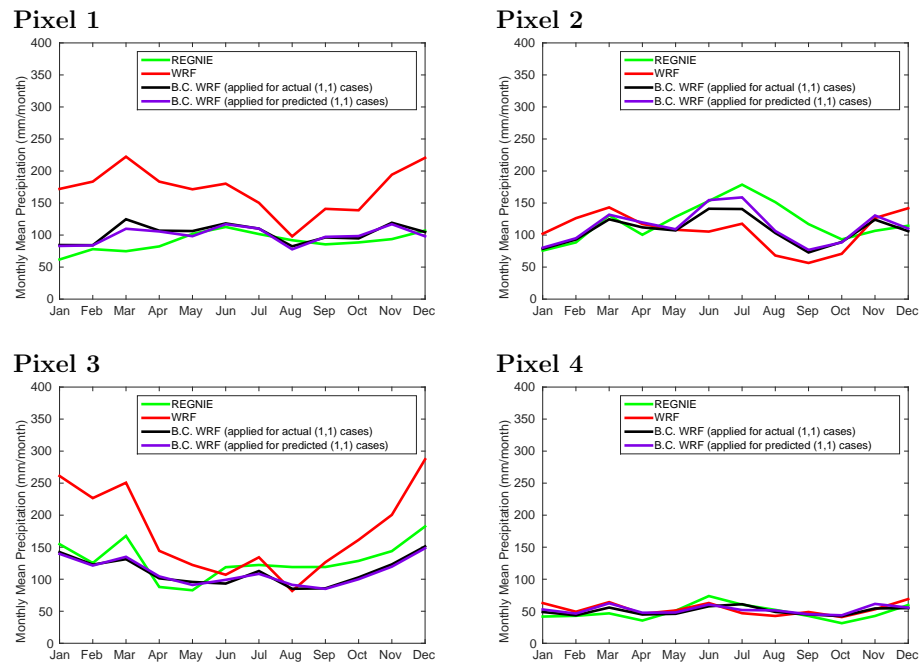 Pixel 1
400
350
300
250
200
150
100
50
0
Monthly Mean Precipitation (mm/month)
REGNIE
WRF
B.C. WRF (applied for actual (1,1) cases)
B.C. WRF (applied for predicted (1,1) cases)
Jan Feb Mar Apr May Jun Jul Aug Sep Oct Nov Dec
Pixel 2
400
350
300
250
200
150
100
50
0
Monthly Mean Precipitation (mm/month)
REGNIE
WRF
B.C. WRF (applied for actual (1,1) cases)
B.C. WRF (applied for predicted (1,1) cases)
Jan Feb Mar Apr May Jun Jul Aug Sep Oct Nov Dec
Pixel 3
400
350
300
250
200
150
100
50
0
Monthly Mean Precipitation (mm/month)
REGNIE
WRF
B.C. WRF (applied for actual (1,1) cases)
B.C. WRF (applied for predicted (1,1) cases)
Jan Feb Mar Apr May Jun Jul Aug Sep Oct Nov Dec
Pixel 4
400
350
300
250
200
150
100
50
0
Monthly Mean Precipitation (mm/month)
REGNIE
WRF
B.C. WRF (applied for actual (1,1) cases)
B.C. WRF (applied for predicted (1,1) cases)
Jan Feb Mar Apr May Jun Jul Aug Sep Oct Nov Dec